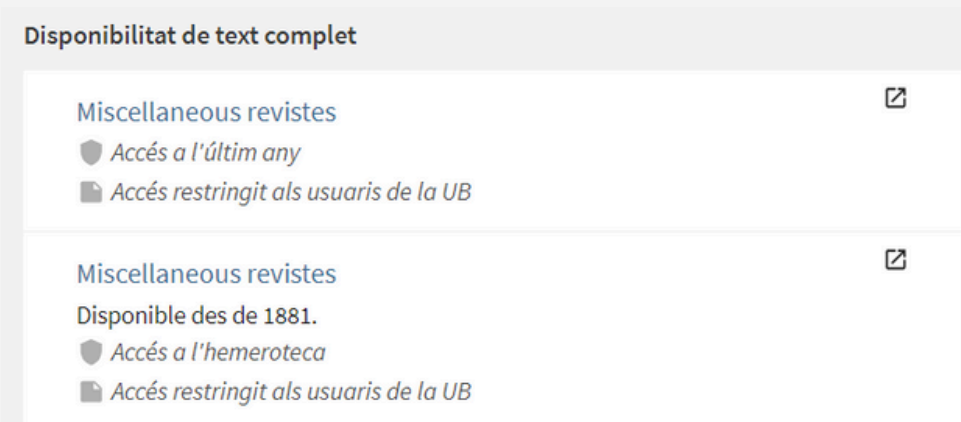 Disponibilitat de text complet
Miscellaneous revistes
Accés a l'últim any
Accés restringit als usuaris de la UB
Miscellaneous revistes
Disponible des de 1881.
Accés a l'hemeroteca
Accés restringit als usuaris de la UB